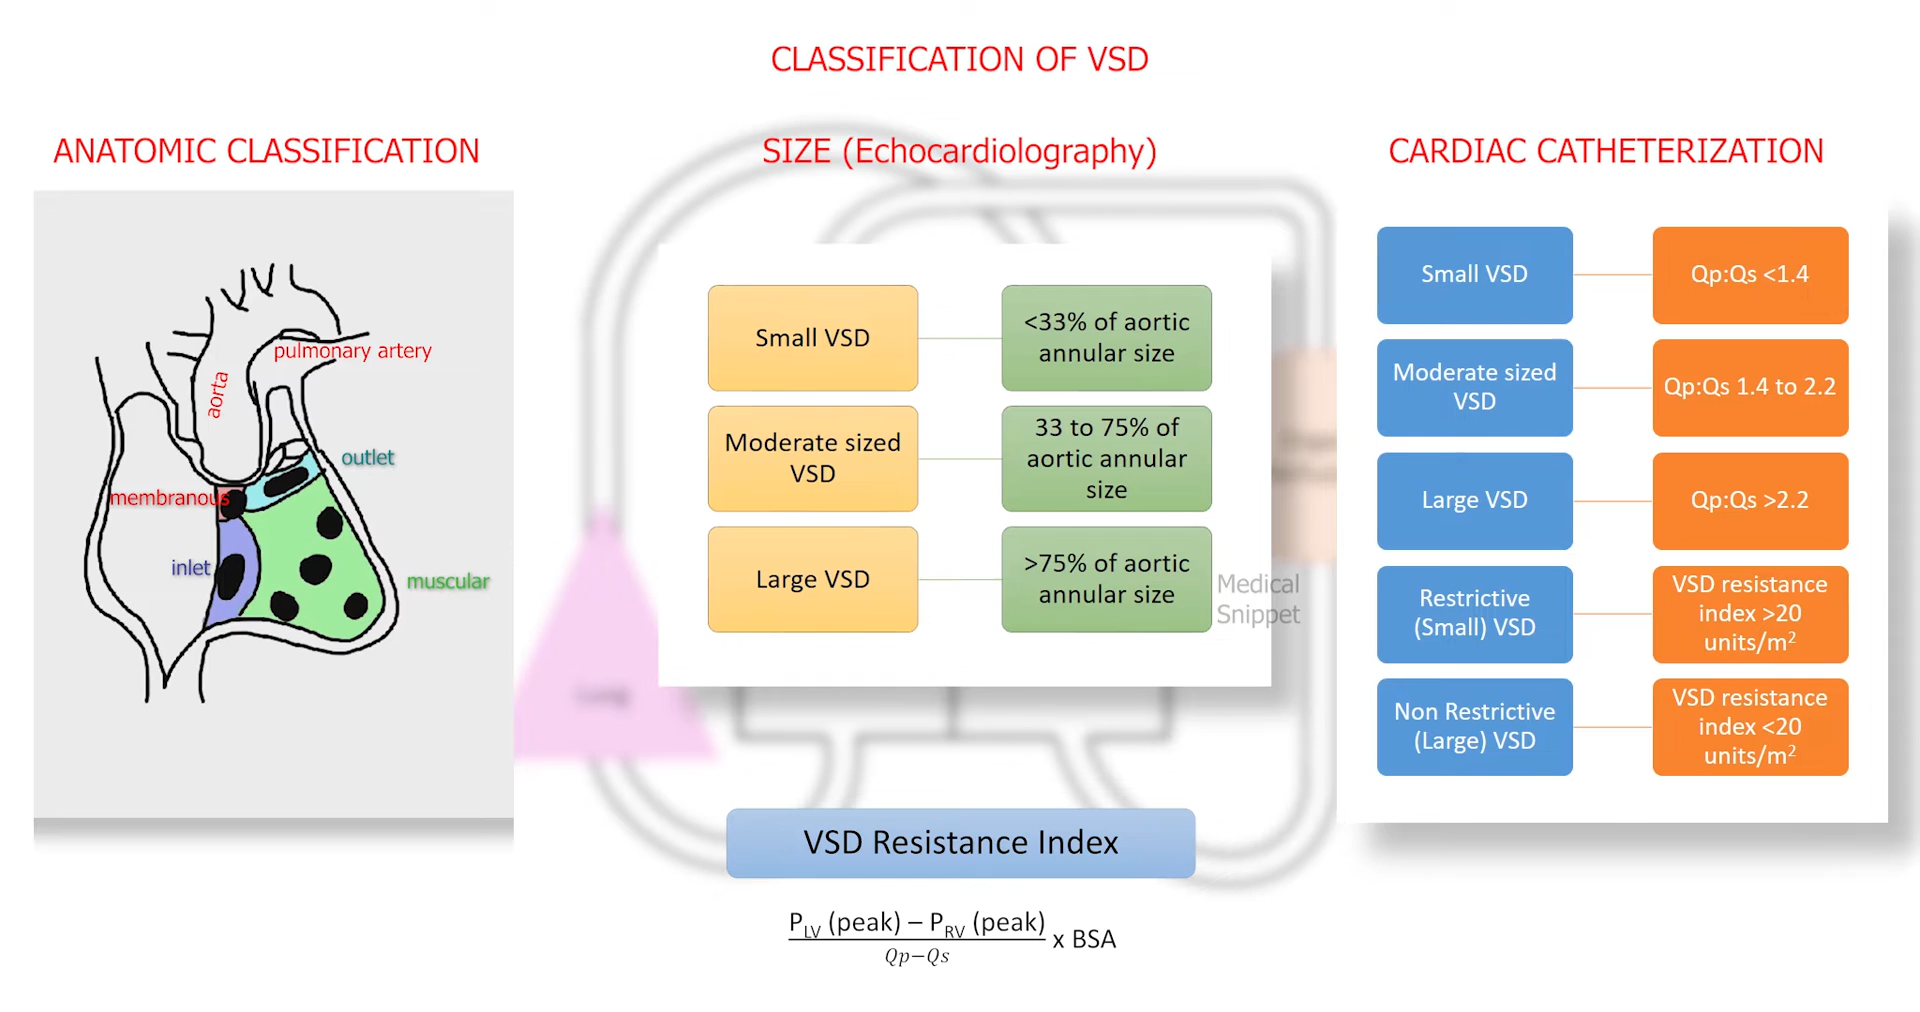 CLASSIFICATION OF VSD
ANATOMIC CLASSIFICATION
pulmonary artery
aorta
outlet
membranous
inlet
muscular
SIZE (Echocardiolography)
Small VSD
<33% of aortic
annular size
Moderate sized
VSD
33 to 75% of
aortic annular
size
Large VSD
>75% of aortic
annular size
Medical
Snippet
Lung
VSD Resistance Index
P_LV (peak) – P_RV (peak)
Qp−Qs
x BSA
CARDIAC CATHETERIZATION
Small VSD
Qp:Qs <1.4
Moderate sized
VSD
Qp:Qs 1.4 to 2.2
Large VSD
Qp:Qs >2.2
Restrictive
(Small) VSD
VSD resistance
index >20
units/m²
Non Restrictive
(Large) VSD
VSD resistance
index <20
units/m²